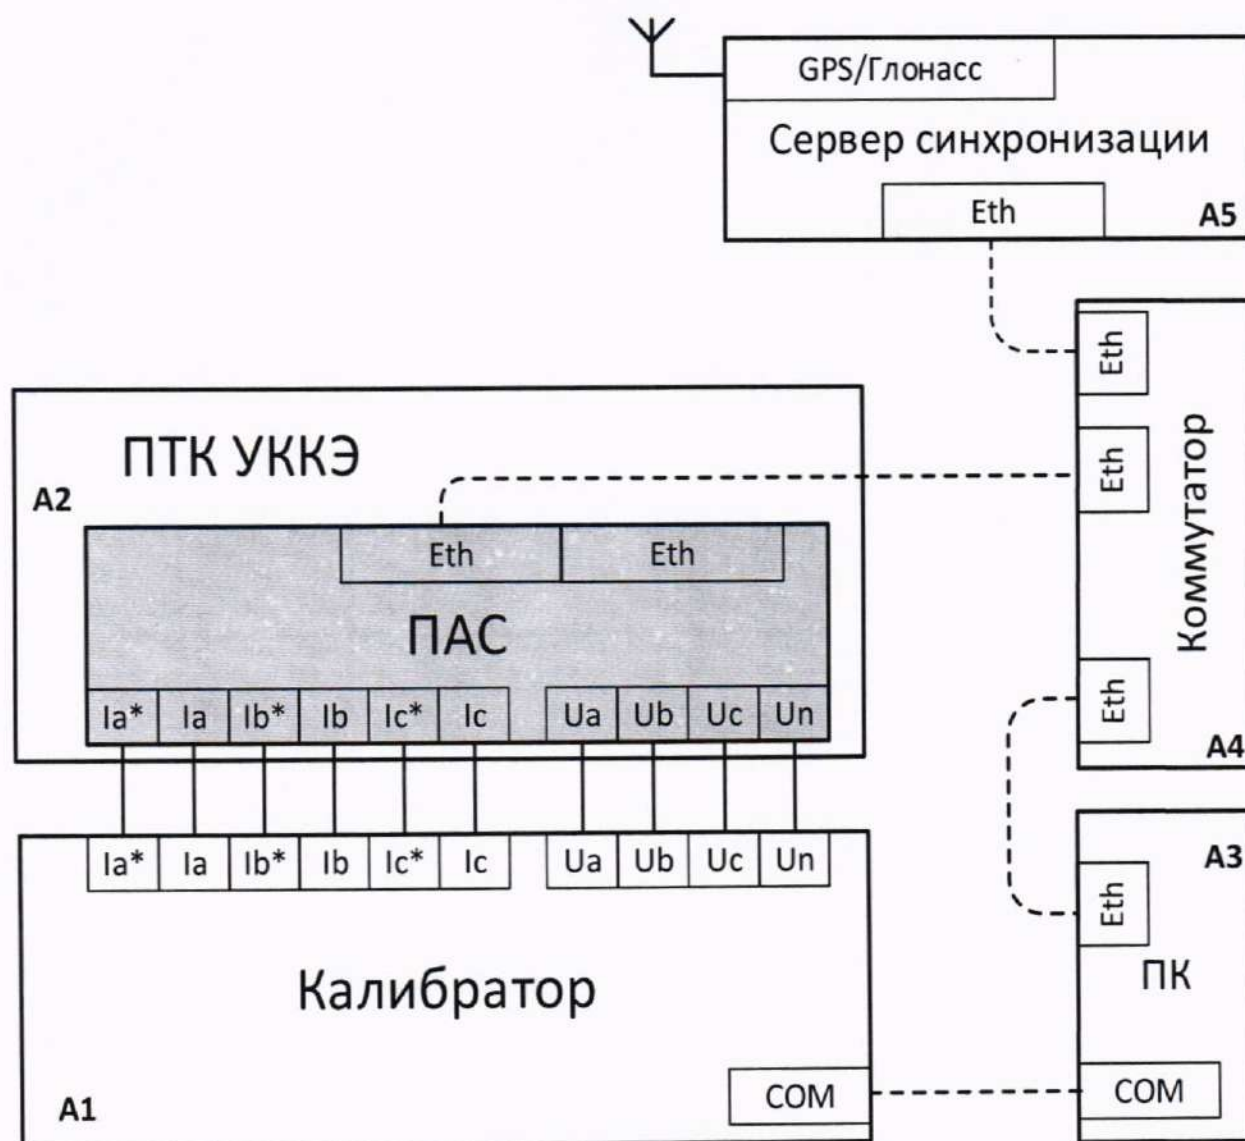 GPS/Глонасс
Сервер синхронизации
Eth
A5
Eth
Eth
Коммутатор
Eth
A4
ПТК УККЭ
A2
Eth Eth
ПАС
Ia* Ia Ib* Ib Ic* Ic Ua Ub Uc Un
Ia* Ia Ib* Ib Ic* Ic Ua Ub Uc Un
Калибратор
COM
A1
A3
Eth
ПК
COM